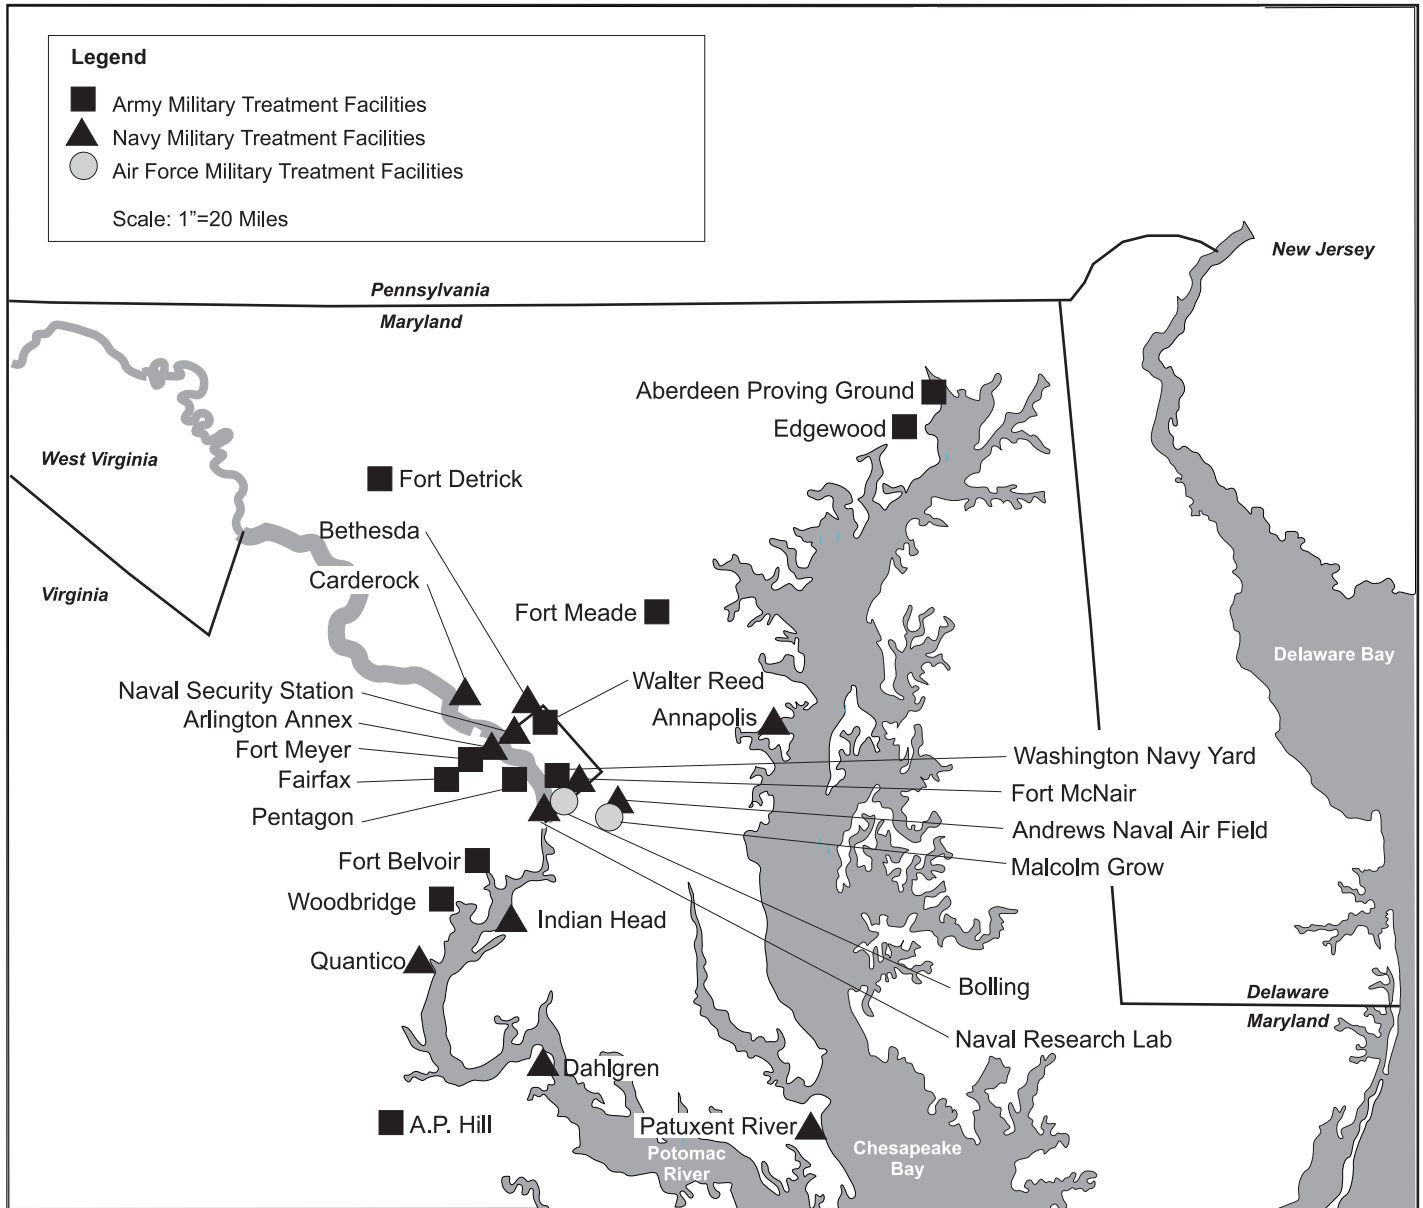 Legend
Army Military Treatment Facilities
Navy Military Treatment Facilities
Air Force Military Treatment Facilities
Scale: 1”=20 Miles
New Jersey
Pennsylvania
Maryland
Aberdeen Proving Ground
Edgewood
West Virginia
Fort Detrick
Bethesda
Carderock
Virginia
Fort Meade
Delaware Bay
Walter Reed
Naval Security Station
Annapolis
Arlington Annex
Fort Meyer
Washington Navy Yard
Fairfax
Fort McNair
Pentagon
Andrews Naval Air Field
Fort Belvoir
Malcolm Grow
Woodbridge
Indian Head
Quantico
Bolling
Delaware
Maryland
Naval Research Lab
Dahlgren
A.P. Hill
Patuxent River
Potomac
River
Chesapeake
Bay